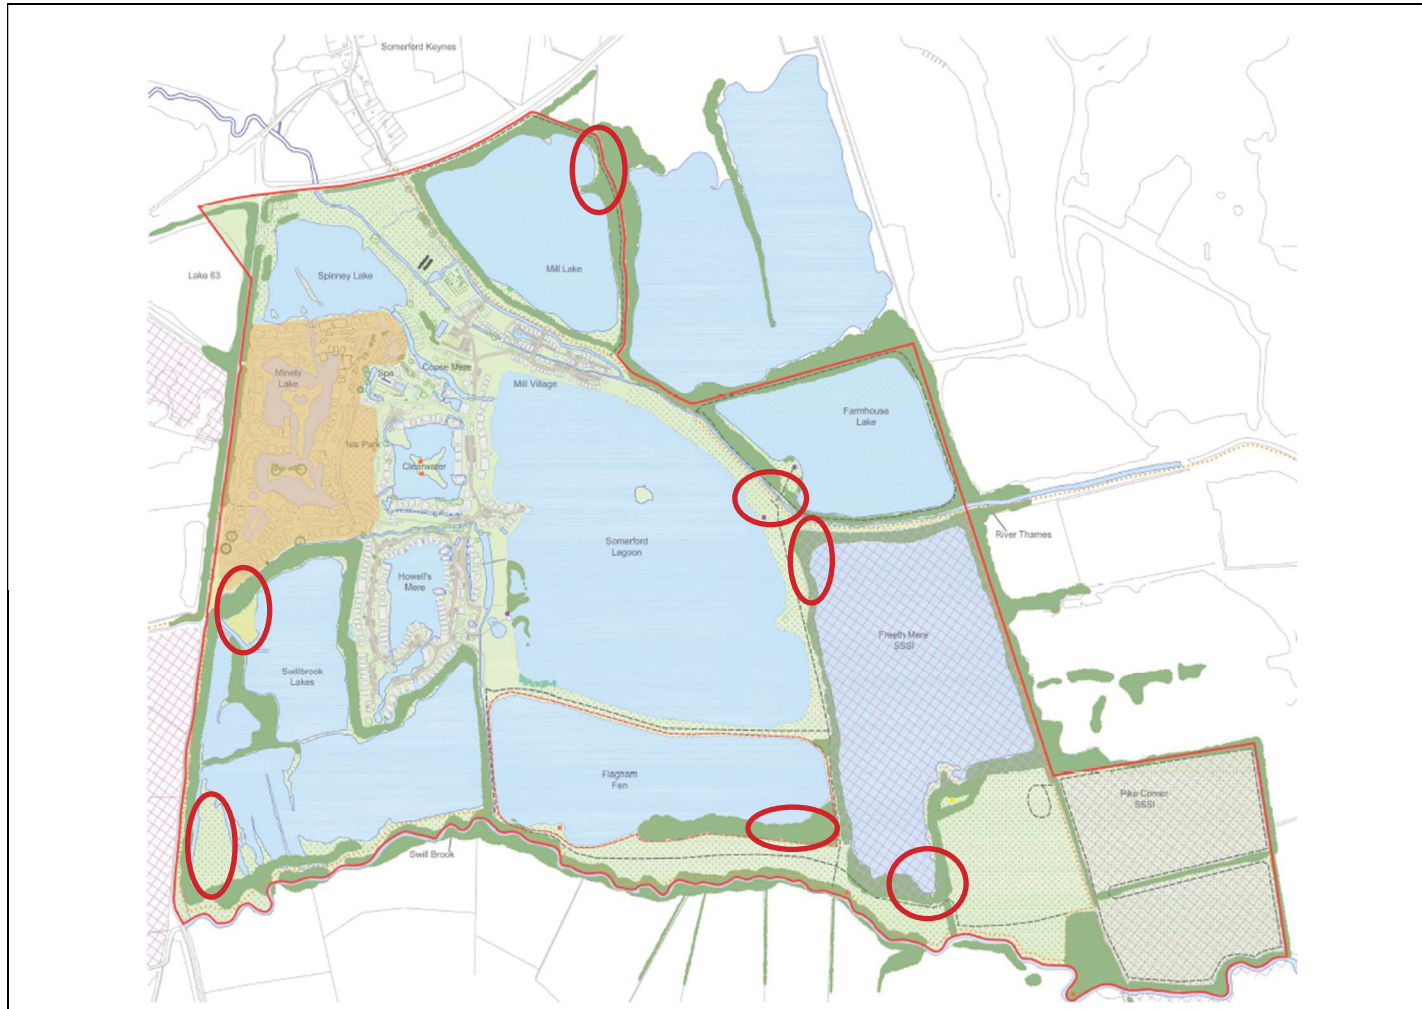 Somerford Keynes
Lake 63
Spinney Lake
Mill Lake
Minety
Lake
Spa
Copse Mere
Mill Village
Farmhouse
Lake
Isis Park
Clearwater
River Thames
Somerford
Lagoon
Howell's
Mere
Freeth Mere
SSSI
Swillbrook
Lakes
Flagham
Fen
Pike Corner
SSSI
Swill Brook